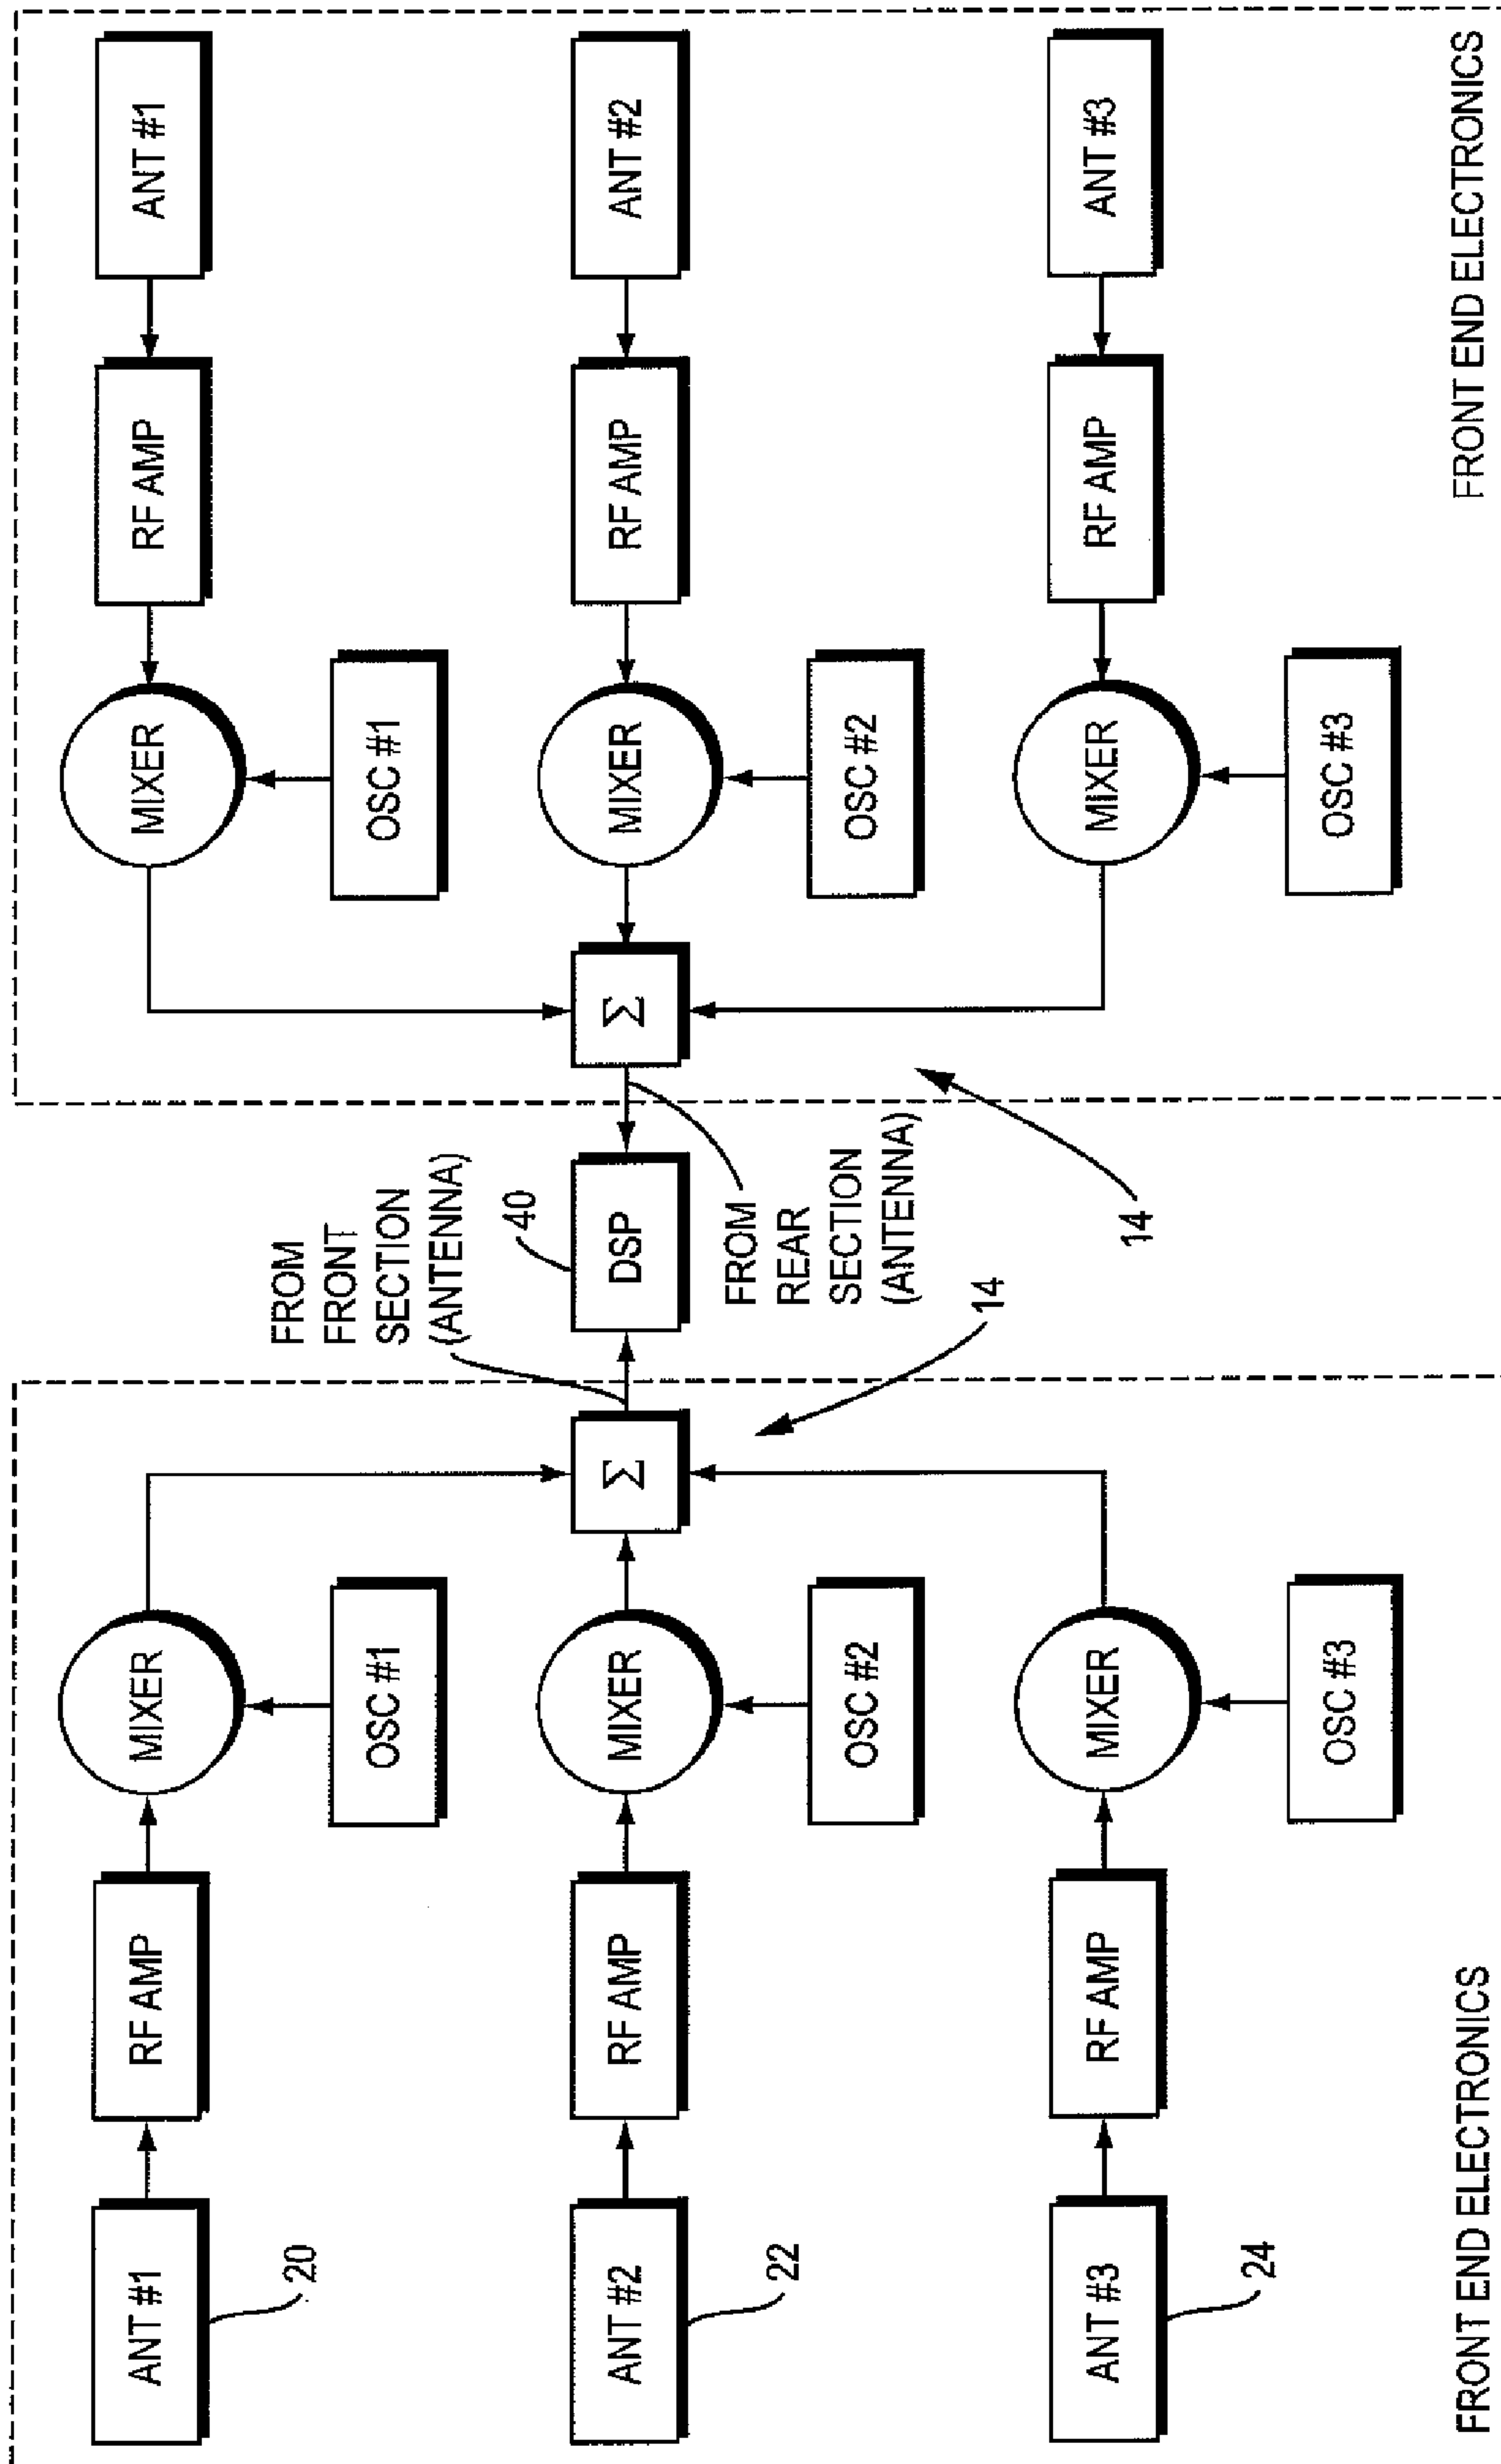 ANT #1
RF AMP
MIXER
OSC #1
20
ANT #2
RF AMP
MIXER
OSC #2
22
ANT #3
RF AMP
MIXER
OSC #3
24
Σ
14
FRONT END ELECTRONICS
FROM
FRONT
SECTION
(ANTENNA)
40
DSP
FROM
REAR
SECTION
(ANTENNA)
14
Σ
MIXER
RF AMP
ANT #1
OSC #1
MIXER
RF AMP
ANT #2
OSC #2
MIXER
RF AMP
ANT #3
OSC #3
FRONT END ELECTRONICS